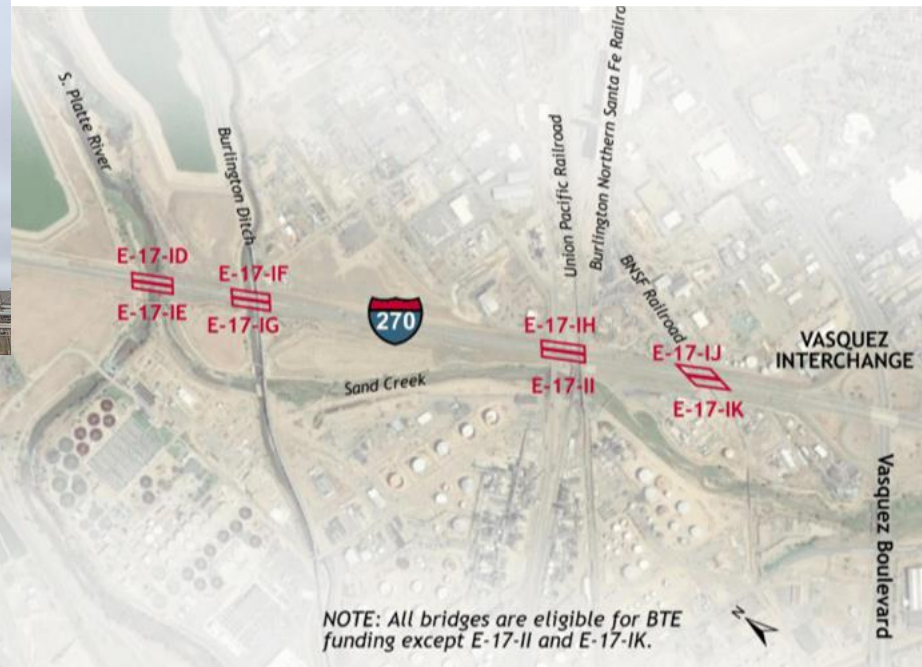 S. Platte River
Burlington Ditch
Union Pacific Railroad
Burlington Northern Santa Fe
BNSF Railroad
E-17-ID
E-17-IE
E-17-IF
E-17-IG
270
Sand Creek
E-17-IH
E-17-II
E-17-IJ
E-17-IK
VASQUEZ
INTERCHANGE
Vasquez Boulevard
NOTE: All bridges are eligible for BTE
funding except E-17-II and E-17-IK.
N